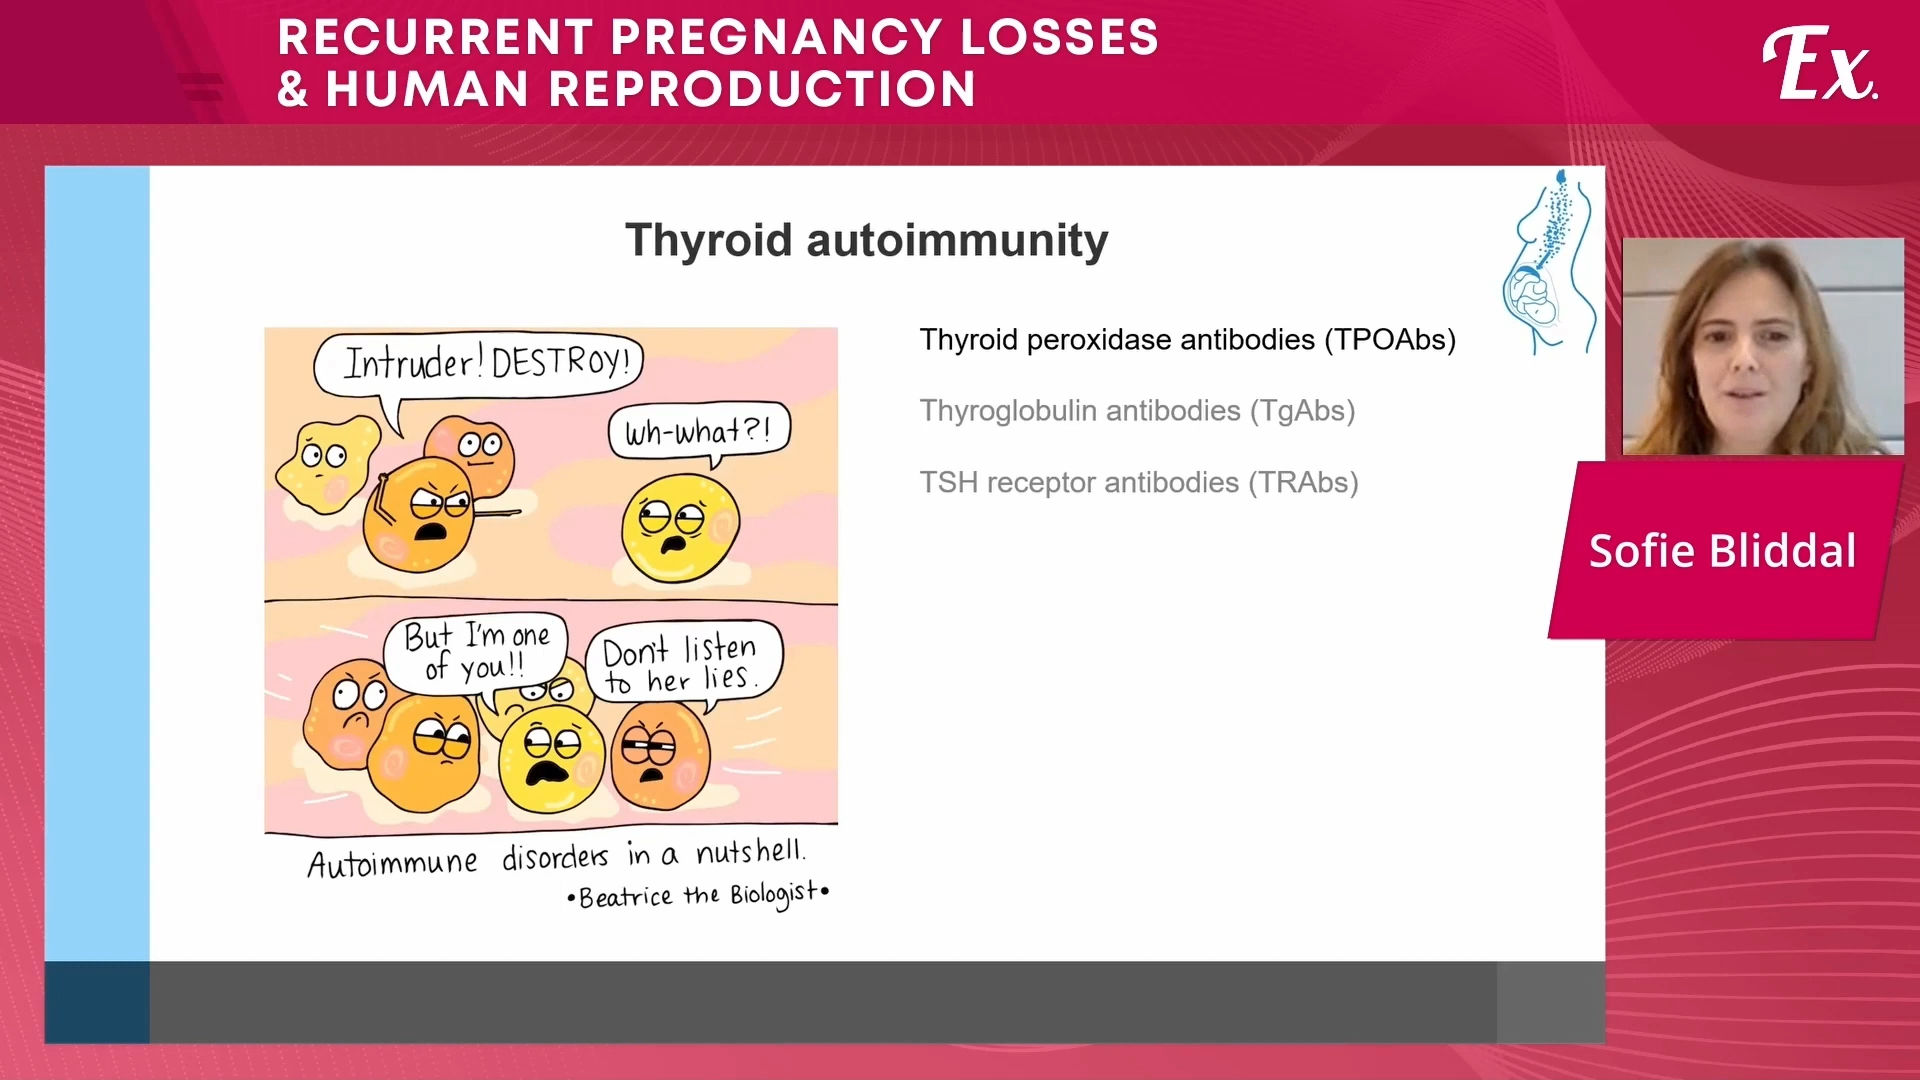 RECURRENT PREGNANCY LOSSES
& HUMAN REPRODUCTION
Ex.
Thyroid autoimmunity
Intruder! DESTROY!
Wh-what?!
But I'm one
of you!!
Don't listen
to her lies.
Autoimmune disorders in a nutshell.
•Beatrice the Biologist•
Thyroid peroxidase antibodies (TPOAbs)
Thyroglobulin antibodies (TgAbs)
TSH receptor antibodies (TRAbs)
Sofie Bliddal